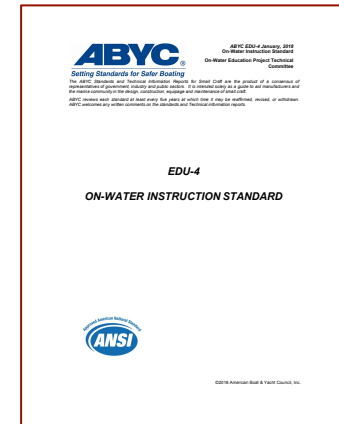 ABYC®
Setting Standards for Safer Boating
ABYC EDU-4 January, 2018
On-Water Instruction Standard
On-Water Education Project Technical
Committee
The ABYC Standards and Technical Information Reports for Small Craft are the product of a consensus of
representatives of government, industry and public sectors. It is intended solely as a guide to aid manufacturers and
the marine community in the design, construction, equipage and maintenance of small craft.
ABYC reviews each standard at least every five years at which time it may be reaffirmed, revised, or withdrawn.
ABYC welcomes any written comments on the standards and Technical information reports.
EDU-4
ON-WATER INSTRUCTION STANDARD
Approved American National Standard
ANSI
©2018 American Boat & Yacht Council, Inc.